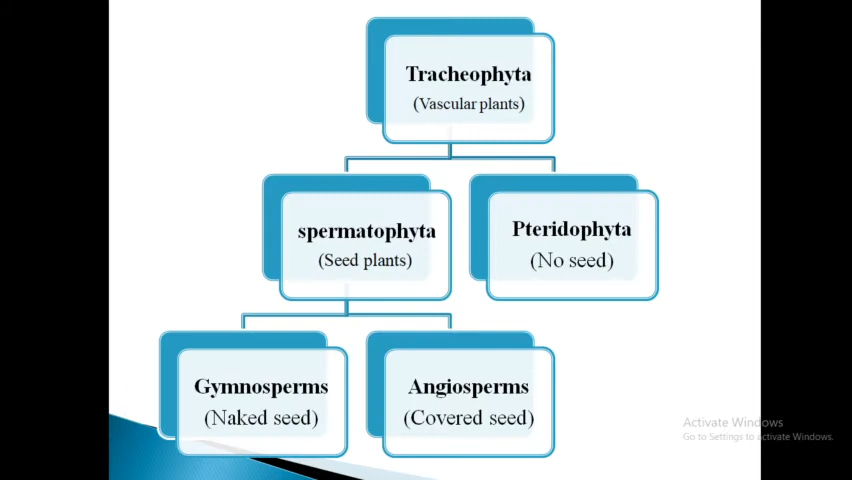 Tracheophyta
(Vascular plants)
spermatophyta
(Seed plants)
Pteridophyta
(No seed)
Gymnosperms
(Naked seed)
Angiosperms
(Covered seed)
Activate Windows
Go to Settings to activate Windows.